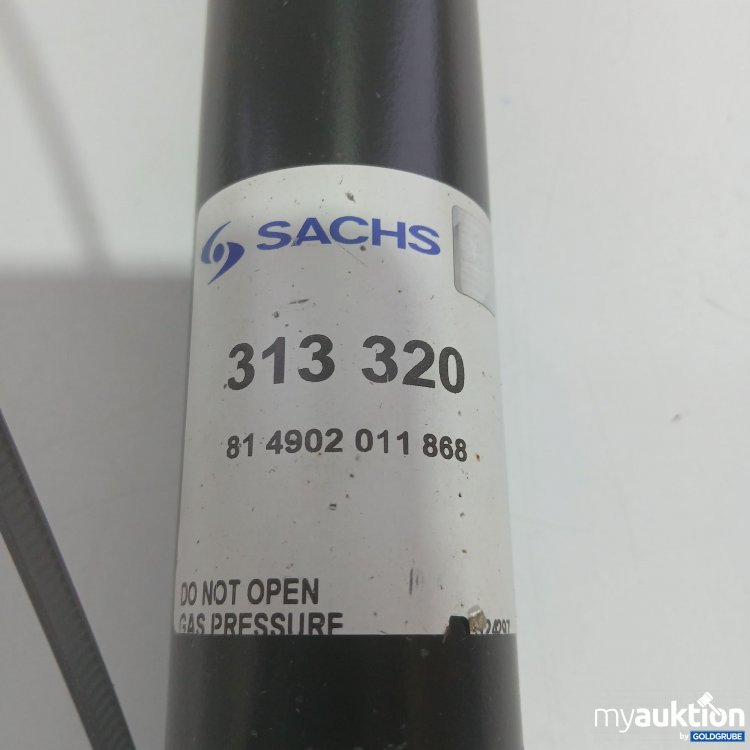 SACHS
313 320
81 4902 011 868
DO NOT OPEN
GAS PRESSURE
myauktion
by GOLDGRUBE